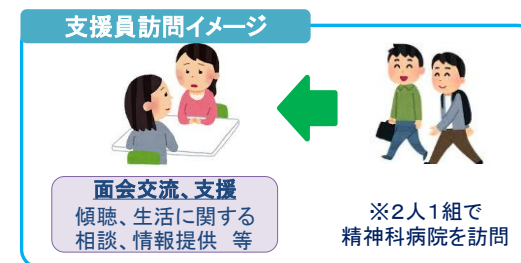 支援員訪問イメージ
面会交流、支援
傾聴、生活に関する
相談、情報提供　等
※２人１組で
精神科病院を訪問